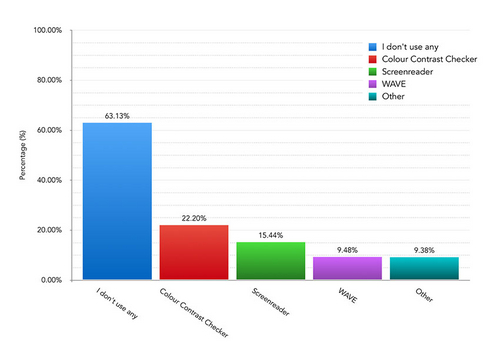 100.00%
80.00%
60.00%
40.00%
20.00%
0.00%
Percentage (%)
I don't use any
Colour Contrast Checker
Screenreader
WAVE
Other
63.13%
22.20%
15.44%
9.48%
9.38%
I don't use any
Colour Contrast Checker
Screenreader
WAVE
Other